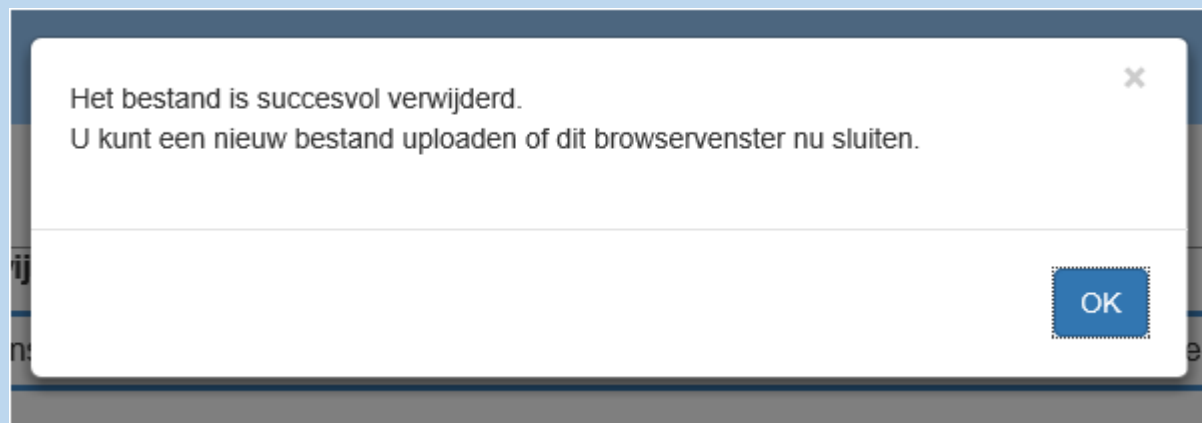 Het bestand is succesvol verwijderd.
U kunt een nieuw bestand uploaden of dit browservenster nu sluiten.
OK